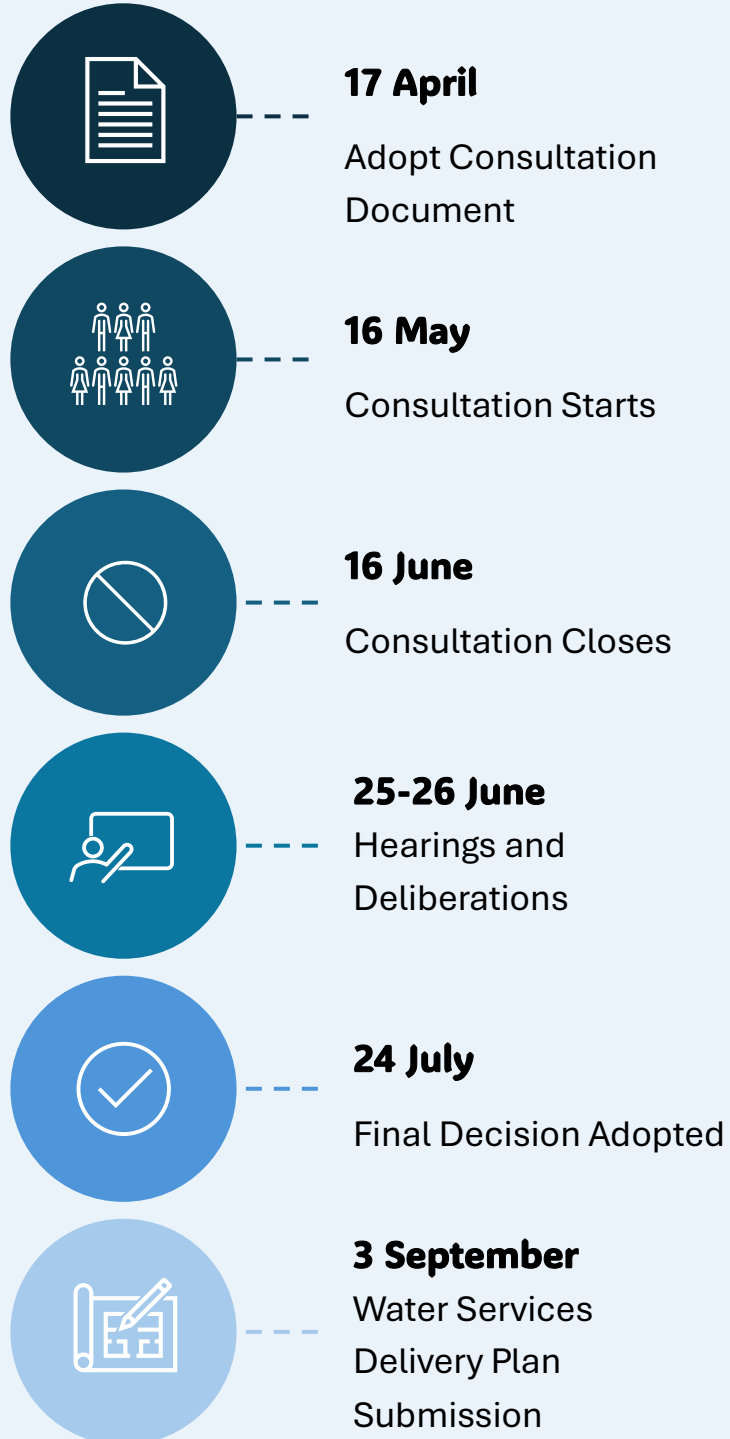 17 April
Adopt Consultation
Document
16 May
Consultation Starts
16 June
Consultation Closes
25-26 June
Hearings and
Deliberations
24 July
Final Decision Adopted
3 September
Water Services
Delivery Plan
Submission